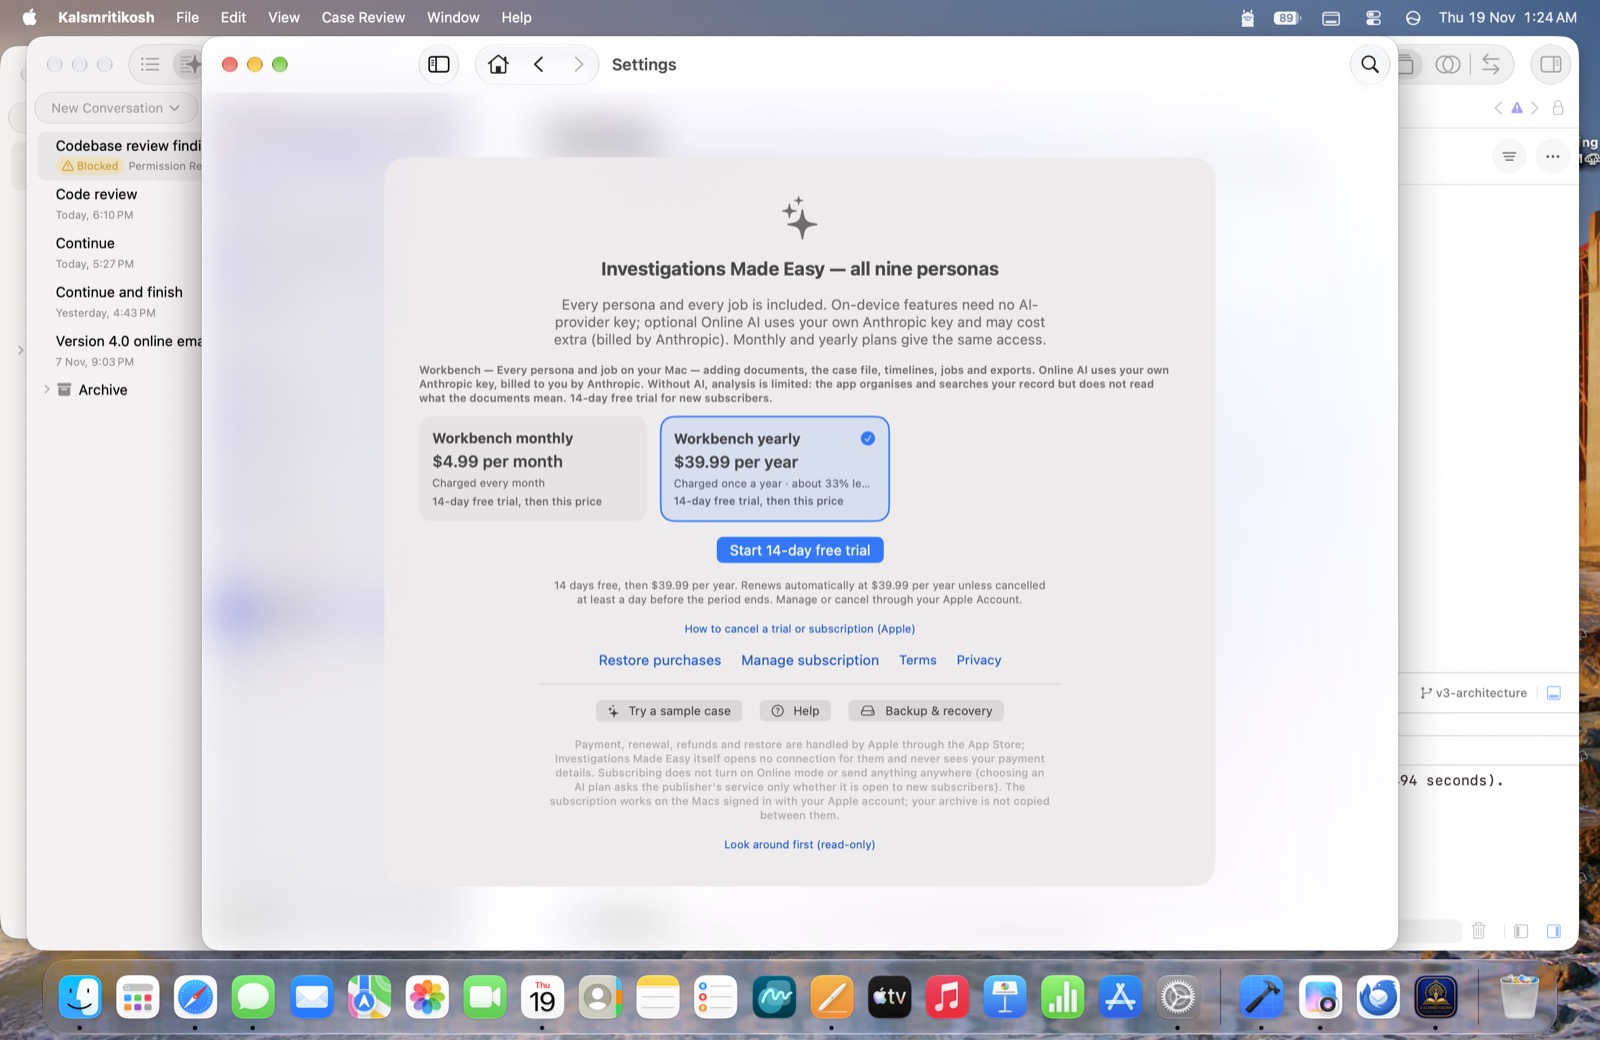 Kalsmritikosh File Edit View Case Review Window Help
89
Thu 19 Nov 1:24 AM
Settings
New Conversation
Codebase review findi
Blocked Permission Re
Code review
Today, 6:10 PM
Continue
Today, 5:27 PM
Continue and finish
Yesterday, 4:43 PM
Version 4.0 online ema
7 Nov, 9:03 PM
Archive
Investigations Made Easy — all nine personas
Every persona and every job is included. On-device features need no AI-
provider key; optional Online AI uses your own Anthropic key and may cost
extra (billed by Anthropic). Monthly and yearly plans give the same access.
Workbench — Every persona and job on your Mac — adding documents, the case file, timelines, jobs and exports. Online AI uses your own
Anthropic key, billed to you by Anthropic. Without AI, analysis is limited: the app organises and searches your record but does not read
what the documents mean. 14-day free trial for new subscribers.
Workbench monthly
$4.99 per month
Charged every month
14-day free trial, then this price
Workbench yearly
$39.99 per year
Charged once a year · about 33% le...
14-day free trial, then this price
Start 14-day free trial
14 days free, then $39.99 per year. Renews automatically at $39.99 per year unless cancelled
at least a day before the period ends. Manage or cancel through your Apple Account.
How to cancel a trial or subscription (Apple)
Restore purchases Manage subscription Terms Privacy
Try a sample case Help Backup & recovery
Payment, renewal, refunds and restore are handled by Apple through the App Store;
Investigations Made Easy itself opens no connection for them and never sees your payment
details. Subscribing does not turn on Online mode or send anything anywhere (choosing an
AI plan asks the publisher's service only whether it is open to new subscribers). The
subscription works on the Macs signed in with your Apple account; your archive is not copied
between them.
Look around first (read-only)
v3-architecture
94 seconds).
Thu
19
tv